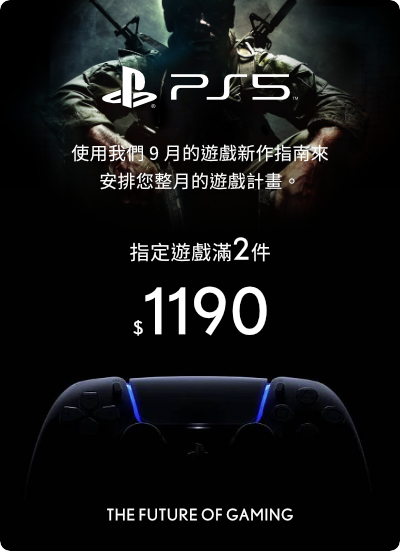 PS5
使用我們 9 月的遊戲新作指南來
安排您整月的遊戲計畫。
指定遊戲滿2件
$1190
THE FUTURE OF GAMING